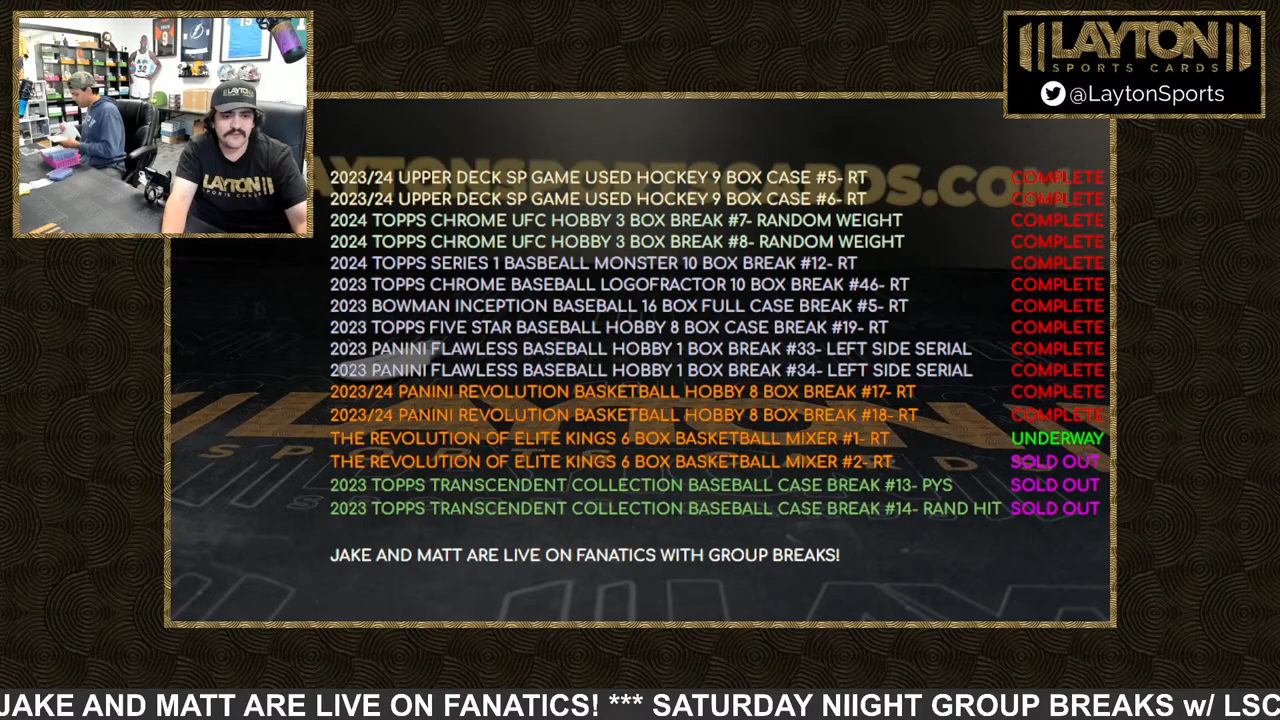 LAYTON
SPORTS CARDS
@LaytonSports
LAYTONSPORTSCARDS.COM
2023/24 UPPER DECK SP GAME USED HOCKEY 9 BOX CASE #5- RT COMPLETE
2023/24 UPPER DECK SP GAME USED HOCKEY 9 BOX CASE #6- RT COMPLETE
2024 TOPPS CHROME UFC HOBBY 3 BOX BREAK #7- RANDOM WEIGHT COMPLETE
2024 TOPPS CHROME UFC HOBBY 3 BOX BREAK #8- RANDOM WEIGHT COMPLETE
2024 TOPPS SERIES 1 BASBEALL MONSTER 10 BOX BREAK #12- RT COMPLETE
2023 TOPPS CHROME BASEBALL LOGOFRACTOR 10 BOX BREAK #46- RT COMPLETE
2023 BOWMAN INCEPTION BASEBALL 16 BOX FULL CASE BREAK #5- RT COMPLETE
2023 TOPPS FIVE STAR BASEBALL HOBBY 8 BOX CASE BREAK #19- RT COMPLETE
2023 PANINI FLAWLESS BASEBALL HOBBY 1 BOX BREAK #33- LEFT SIDE SERIAL COMPLETE
2023 PANINI FLAWLESS BASEBALL HOBBY 1 BOX BREAK #34- LEFT SIDE SERIAL COMPLETE
2023/24 PANINI REVOLUTION BASKETBALL HOBBY 8 BOX BREAK #17- RT COMPLETE
2023/24 PANINI REVOLUTION BASKETBALL HOBBY 8 BOX BREAK #18- RT COMPLETE
THE REVOLUTION OF ELITE KINGS 6 BOX BASKETBALL MIXER #1- RT UNDERWAY
THE REVOLUTION OF ELITE KINGS 6 BOX BASKETBALL MIXER #2- RT SOLD OUT
2023 TOPPS TRANSCENDENT COLLECTION BASEBALL CASE BREAK #13- PYS SOLD OUT
2023 TOPPS TRANSCENDENT COLLECTION BASEBALL CASE BREAK #14- RAND HIT SOLD OUT
JAKE AND MATT ARE LIVE ON FANATICS WITH GROUP BREAKS!
JAKE AND MATT ARE LIVE ON FANATICS! *** SATURDAY NIIGHT GROUP BREAKS w/ LSC
LAYTON